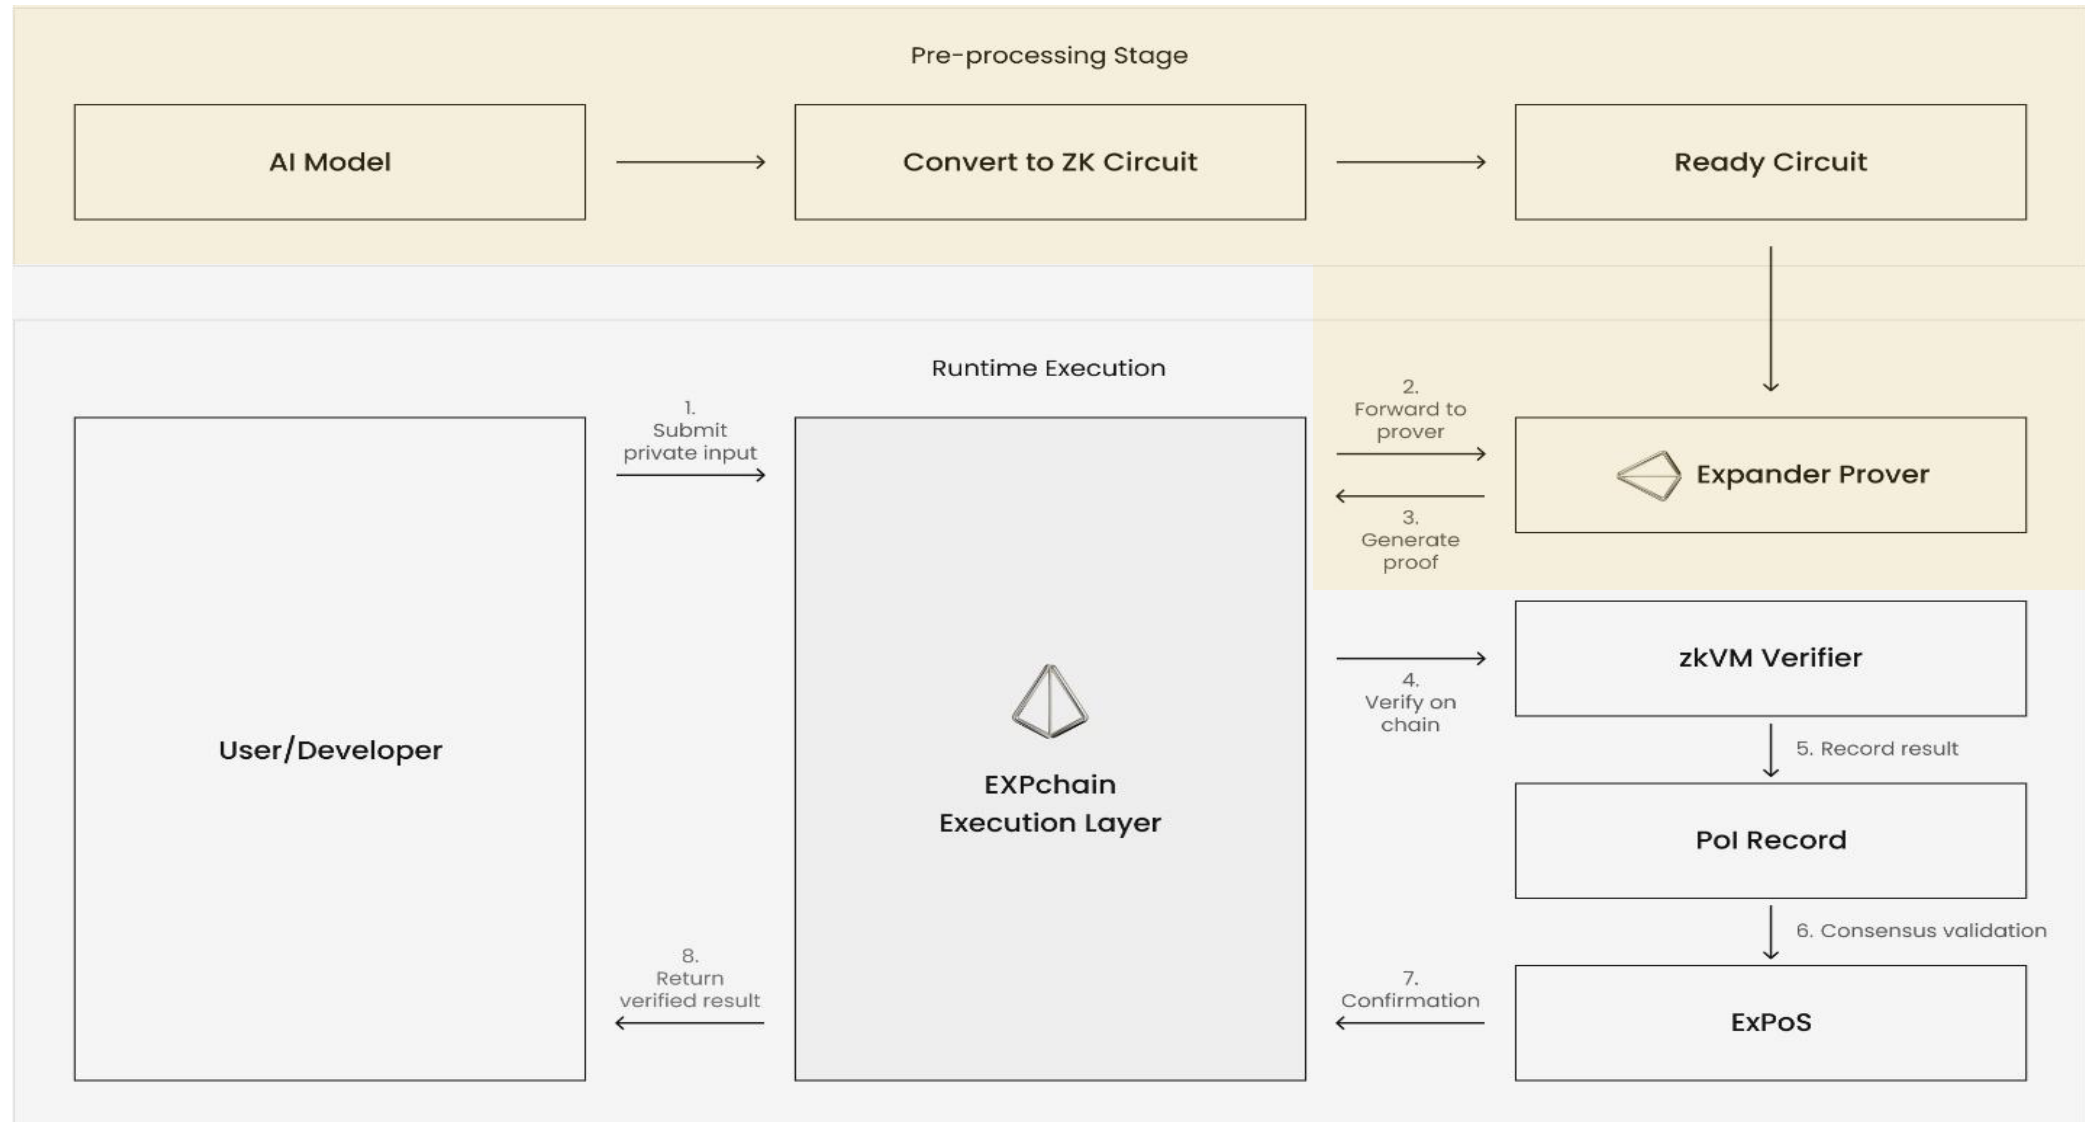 Pre-processing Stage
AI Model
Convert to ZK Circuit
Ready Circuit
Runtime Execution
1.
Submit
private input
2.
Forward to
prover
Expander Prover
3.
Generate
proof
zkVM Verifier
4.
Verify on
chain
User/Developer
EXPchain
Execution Layer
5. Record result
PoI Record
6. Consensus validation
8.
Return
verified result
7.
Confirmation
ExPoS